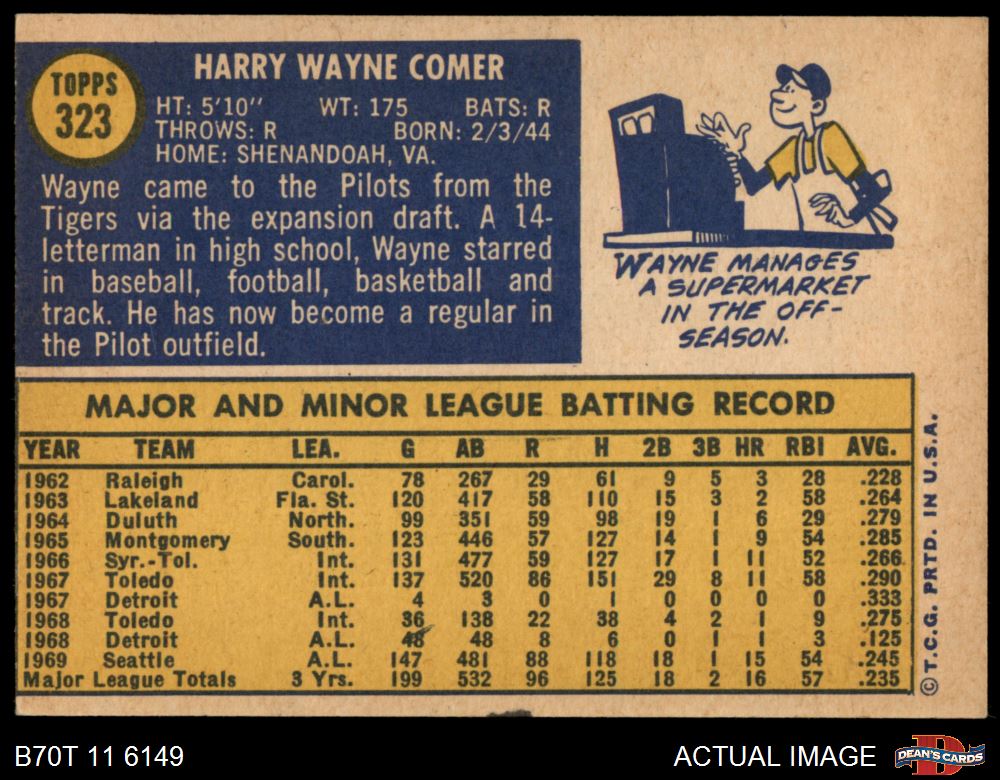 TOPPS
323
HARRY WAYNE COMER
HT: 5'10" WT: 175 BATS: R
THROWS: R BORN: 2/3/44
HOME: SHENANDOAH, VA.
Wayne came to the Pilots from the
Tigers via the expansion draft. A 14-
letterman in high school, Wayne starred
in baseball, football, basketball and
track. He has now become a regular in
the Pilot outfield.
WAYNE MANAGES
A SUPERMARKET
IN THE OFF-
SEASON.
MAJOR AND MINOR LEAGUE BATTING RECORD
YEAR TEAM LEA. G AB R H 2B 3B HR RBI AVG.
1962 Raleigh Carol. 78 267 29 61 9 5 3 28 .228
1963 Lakeland Fla. St. 120 417 58 110 15 3 2 58 .264
1964 Duluth North. 99 351 59 98 19 1 6 29 .279
1965 Montgomery South. 123 446 57 127 14 1 9 54 .285
1966 Syr.-Tol. Int. 131 477 59 127 17 1 11 52 .266
1967 Toledo Int. 137 520 86 151 29 8 11 58 .290
1967 Detroit A.L. 4 3 0 1 0 0 0 0 .333
1968 Toledo Int. 36 138 22 38 4 2 1 9 .275
1968 Detroit A.L. 48 48 8 6 0 1 1 3 .125
1969 Seattle A.L. 147 481 88 118 18 1 15 54 .245
Major League Totals 3 Yrs. 199 532 96 125 18 2 16 57 .235
© T.C.G. PRTD. IN U.S.A.
B70T 11 6149
ACTUAL IMAGE
D
DEAN'S CARDS